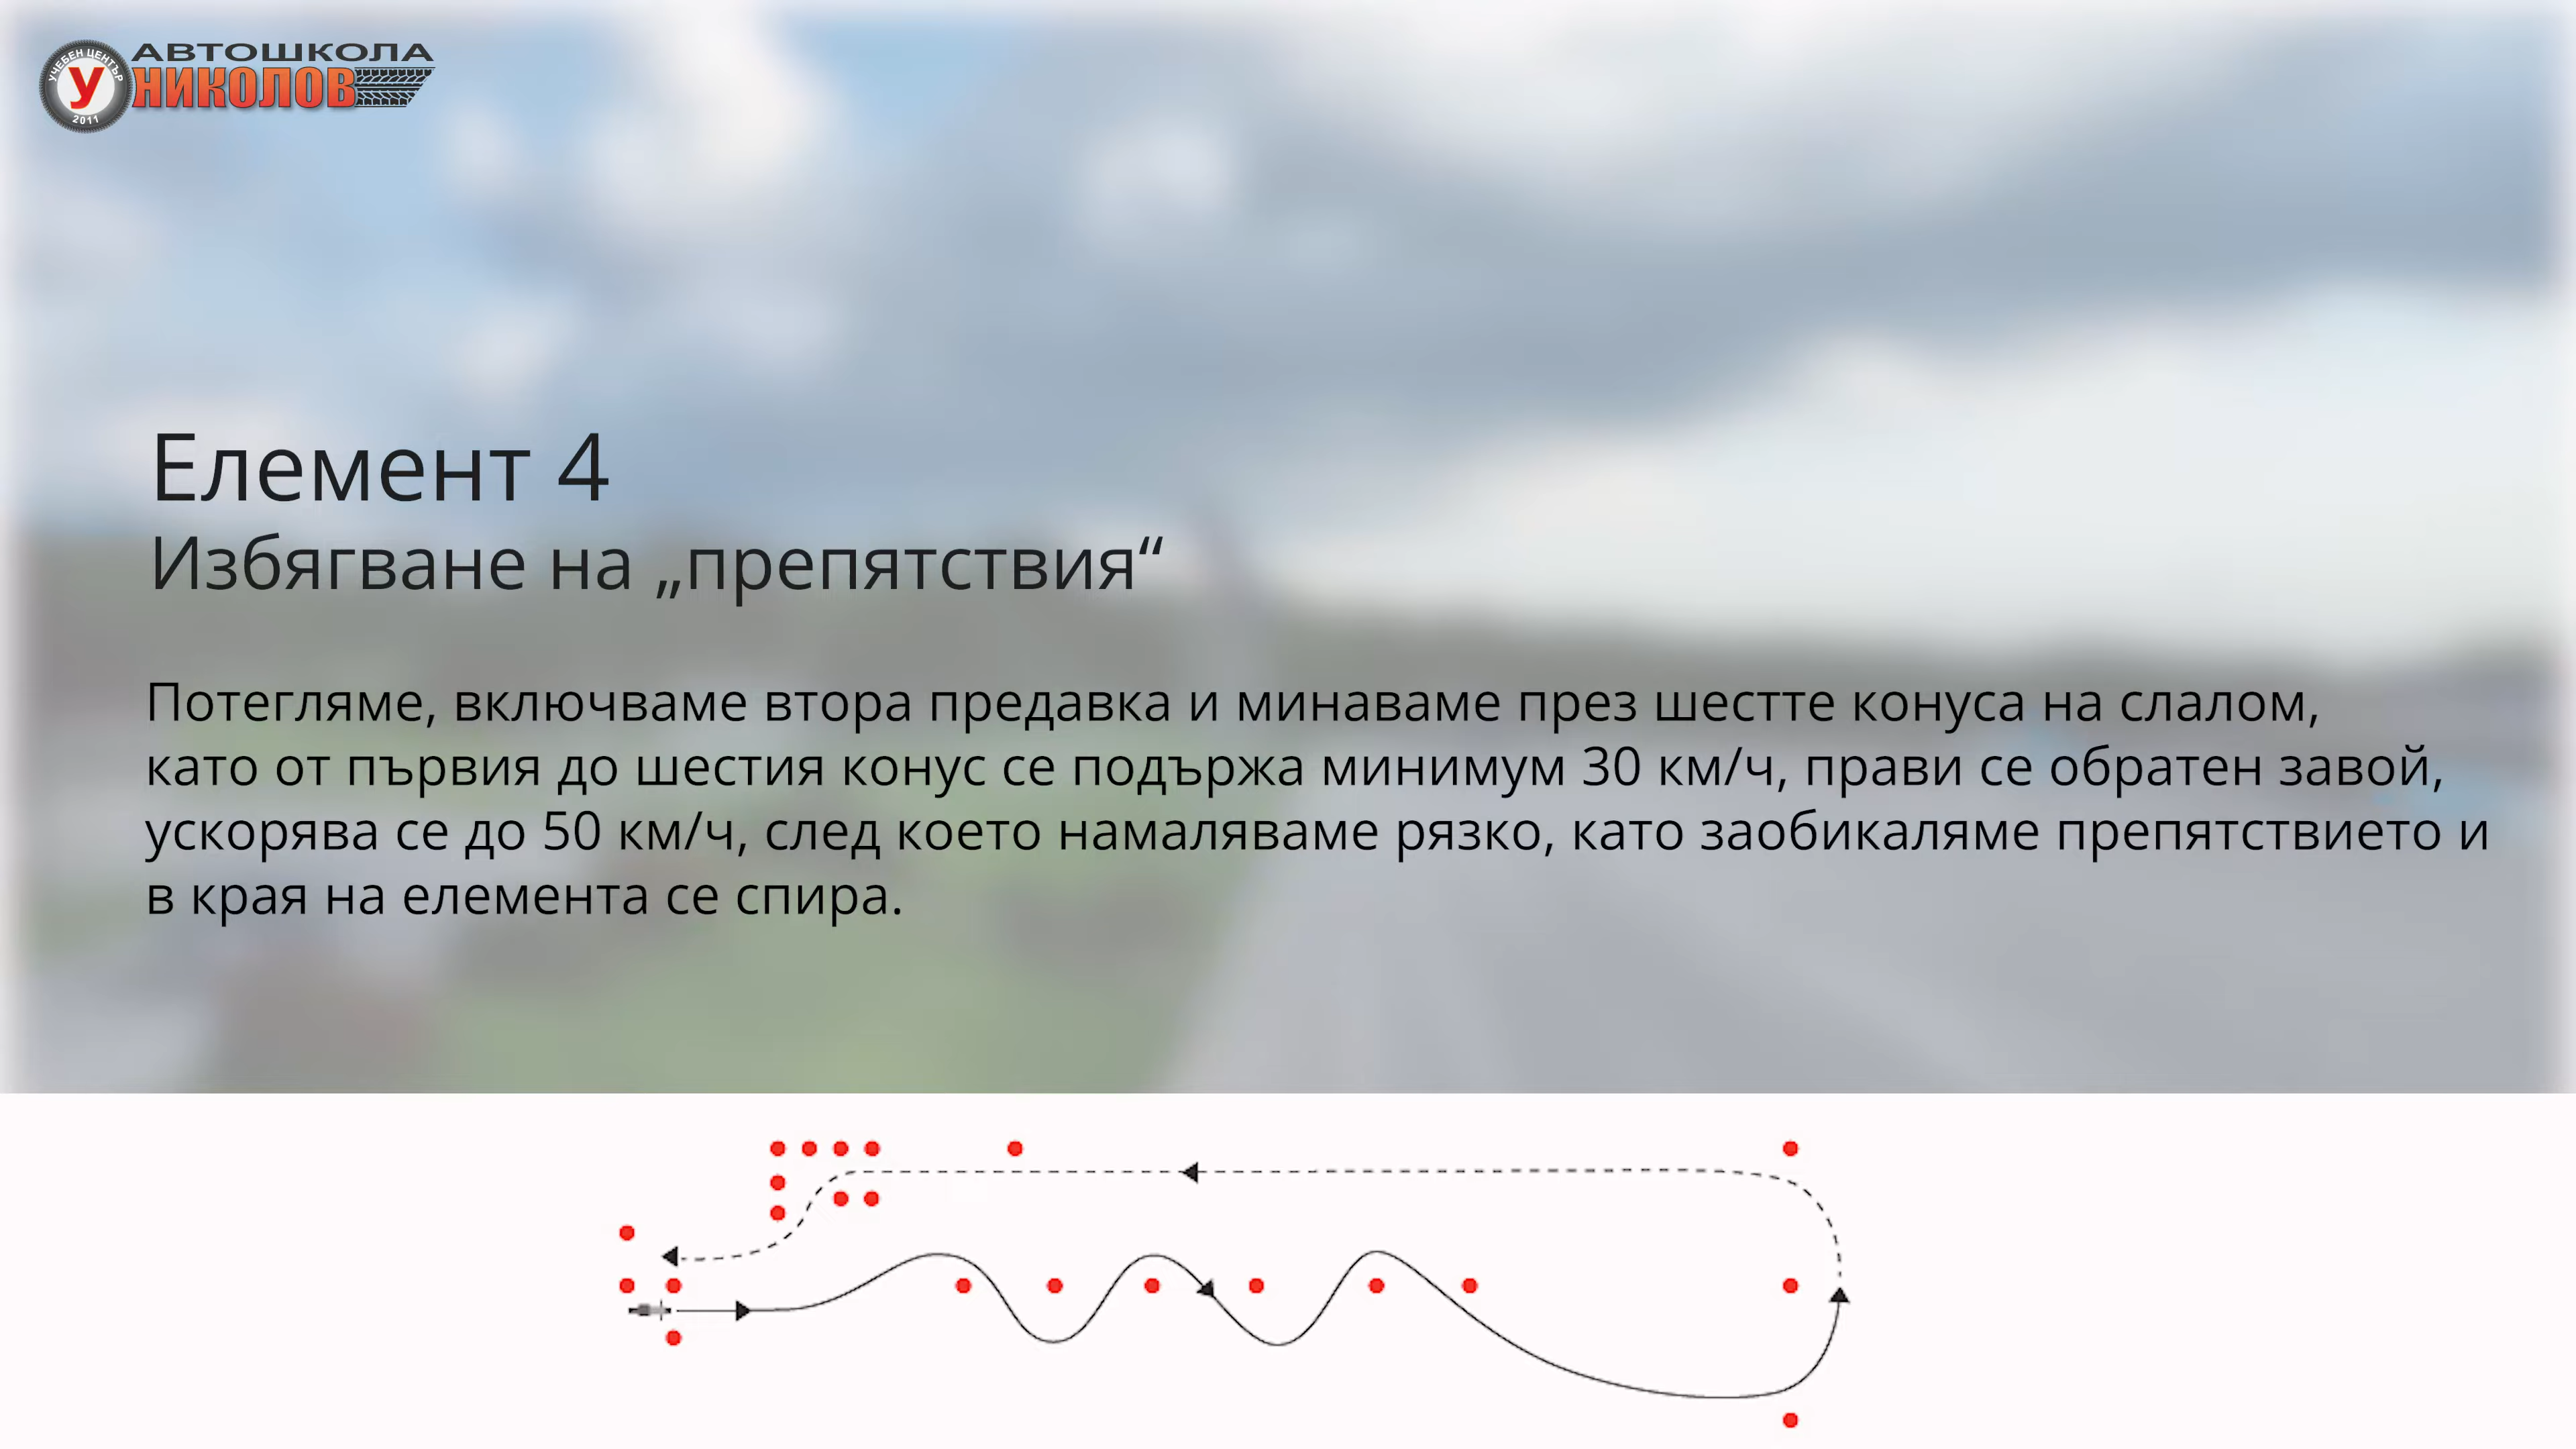 АВТОШКОЛА
УЧЕБЕН ЦЕНТЪР
У
НИКОЛОВ
2011
Елемент 4
Избягване на „препятствия“
Потегляме, включваме втора предавка и минаваме през шестте конуса на слалом,
като от първия до шестия конус се подържа минимум 30 км/ч, прави се обратен завой,
ускорява се до 50 км/ч, след което намаляваме рязко, като заобикаляме препятствието и
в края на елемента се спира.